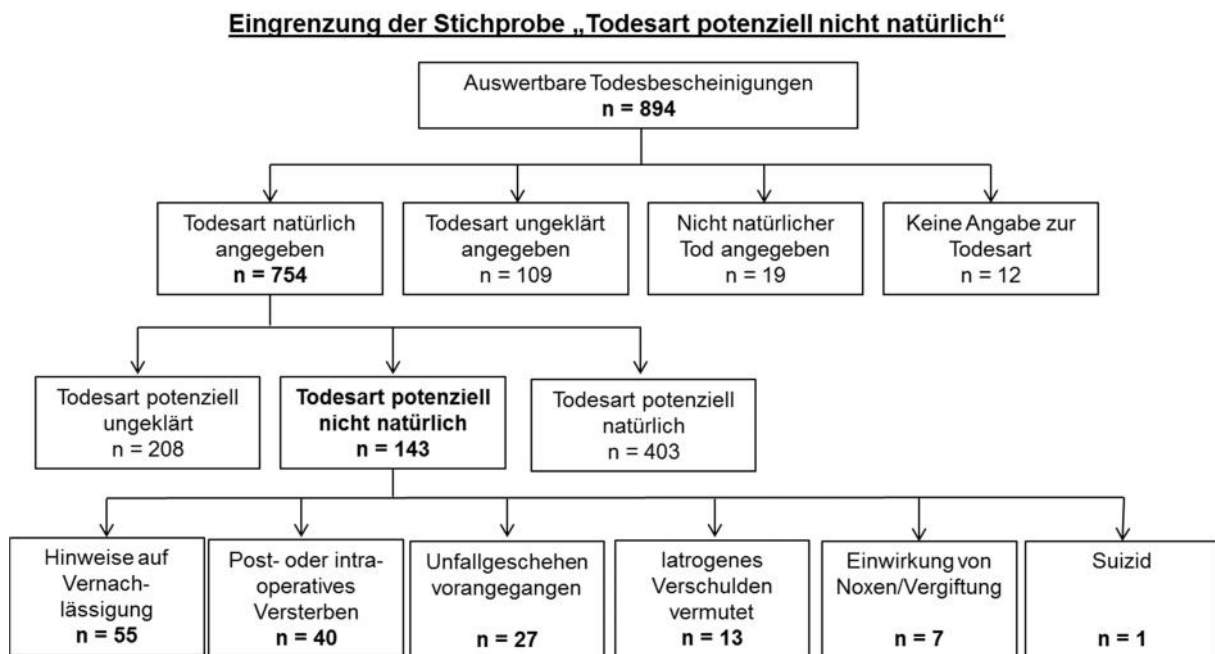 Eingrenzung der Stichprobe „Todesart potenziell nicht natürlich“
Auswertbare Todesbescheinigungen
n = 894
Todesart natürlich
angegeben
n = 754
Todesart ungeklärt
angegeben
n = 109
Nicht natürlicher
Tod angegeben
n = 19
Keine Angabe zur
Todesart
n = 12
Todesart potenziell
ungeklärt
n = 208
Todesart potenziell
nicht natürlich
n = 143
Todesart potenziell
natürlich
n = 403
Hinweise auf
Vernach-
lässigung
n = 55
Post- oder intra-
operatives
Versterben
n = 40
Unfallgeschehen
vorangegangen
n = 27
Iatrogenes
Verschulden
vermutet
n = 13
Einwirkung von
Noxen/Vergiftung
n = 7
Suizid
n = 1